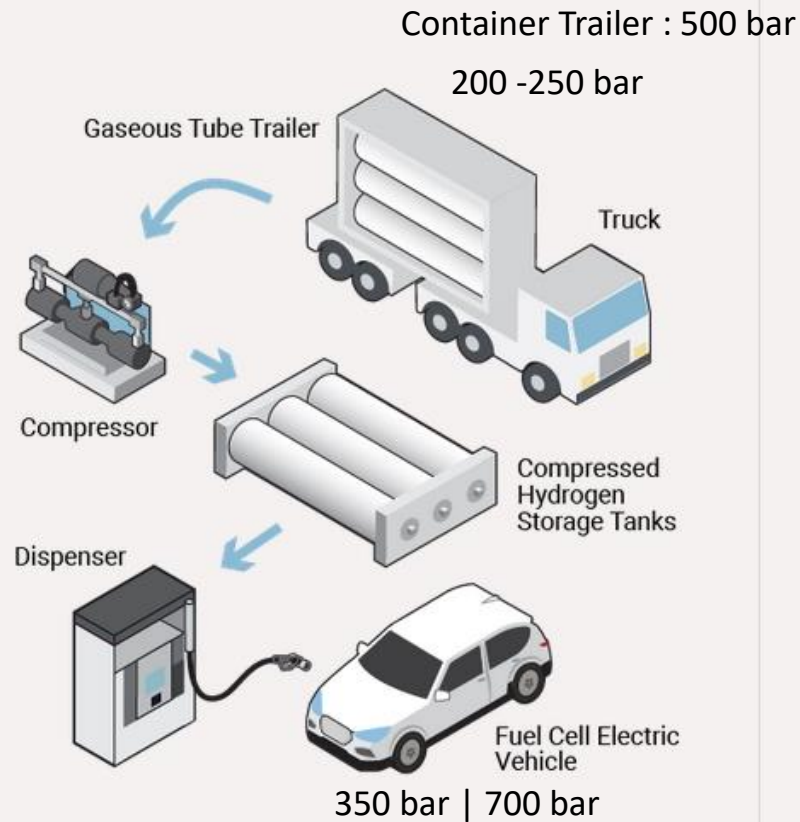 Container Trailer : 500 bar
200 -250 bar
Gaseous Tube Trailer
Truck
Compressor
Compressed
Hydrogen
Storage Tanks
Dispenser
Fuel Cell Electric
Vehicle
350 bar | 700 bar